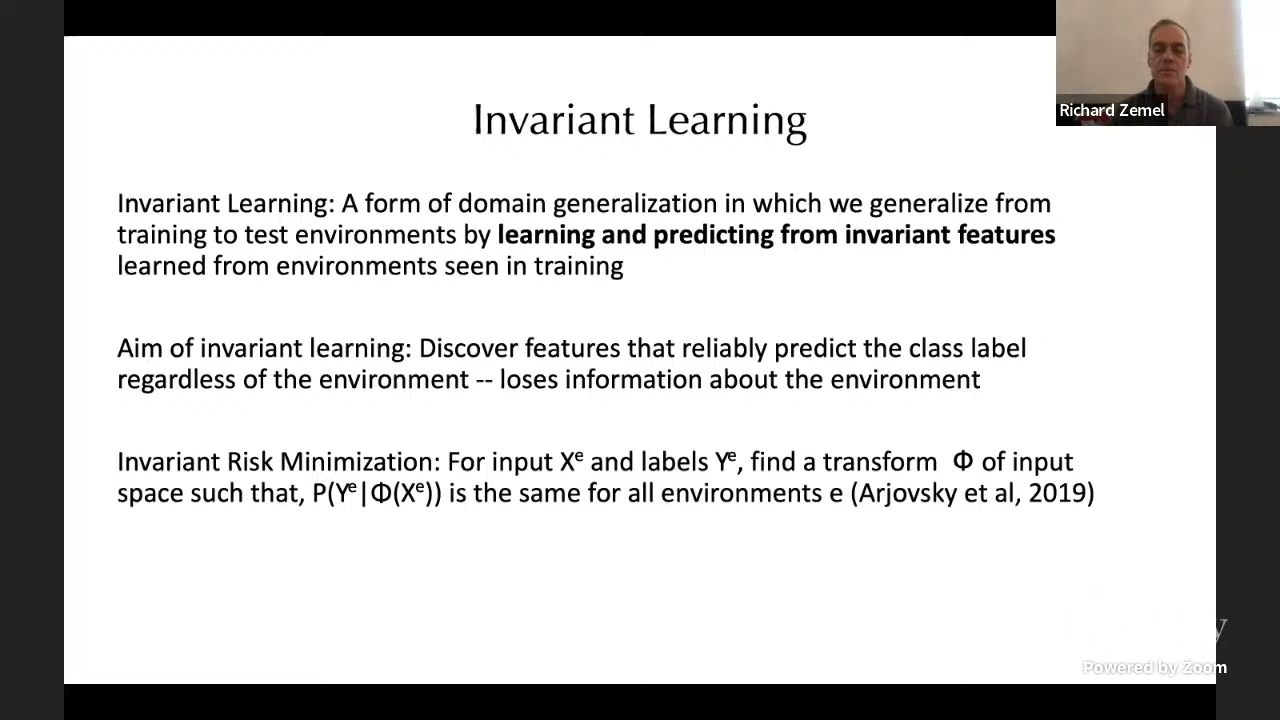 Invariant Learning
Richard Zemel
Invariant Learning: A form of domain generalization in which we generalize from
training to test environments by learning and predicting from invariant features
learned from environments seen in training
Aim of invariant learning: Discover features that reliably predict the class label
regardless of the environment -- loses information about the environment
Invariant Risk Minimization: For input Xᵉ and labels Yᵉ, find a transform Φ of input
space such that, P(Yᵉ|Φ(Xᵉ)) is the same for all environments e (Arjovsky et al, 2019)
Powered by Zoom